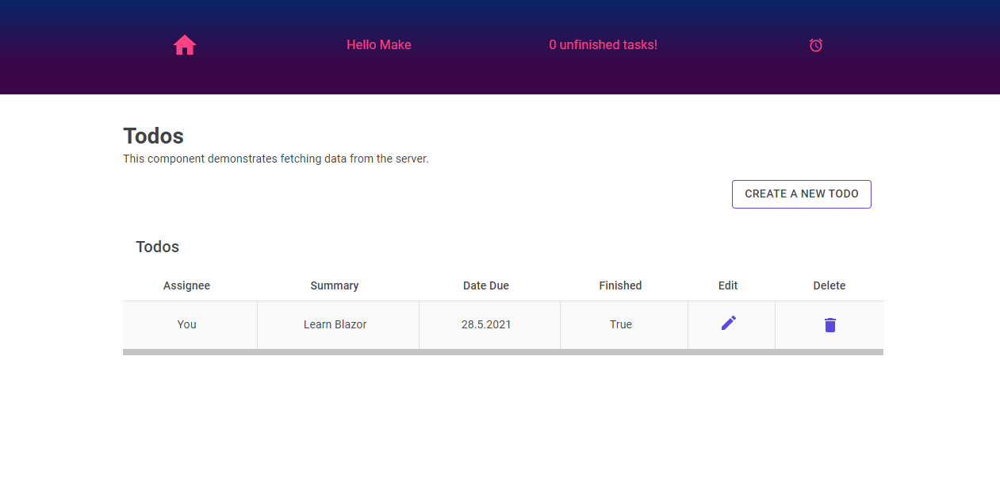 Hello Make 0 unfinished tasks!
Todos
This component demonstrates fetching data from the server.
CREATE A NEW TODO
Todos
Assignee Summary Date Due Finished Edit Delete
You Learn Blazor 28.5.2021 True